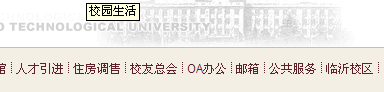 校园生活
O TECHNOLOGICAL UNIVERSITY
馆 | 人才引进 | 住房调售 | 校友总会 | OA办公 | 邮箱 | 公共服务 | 临沂校区 |